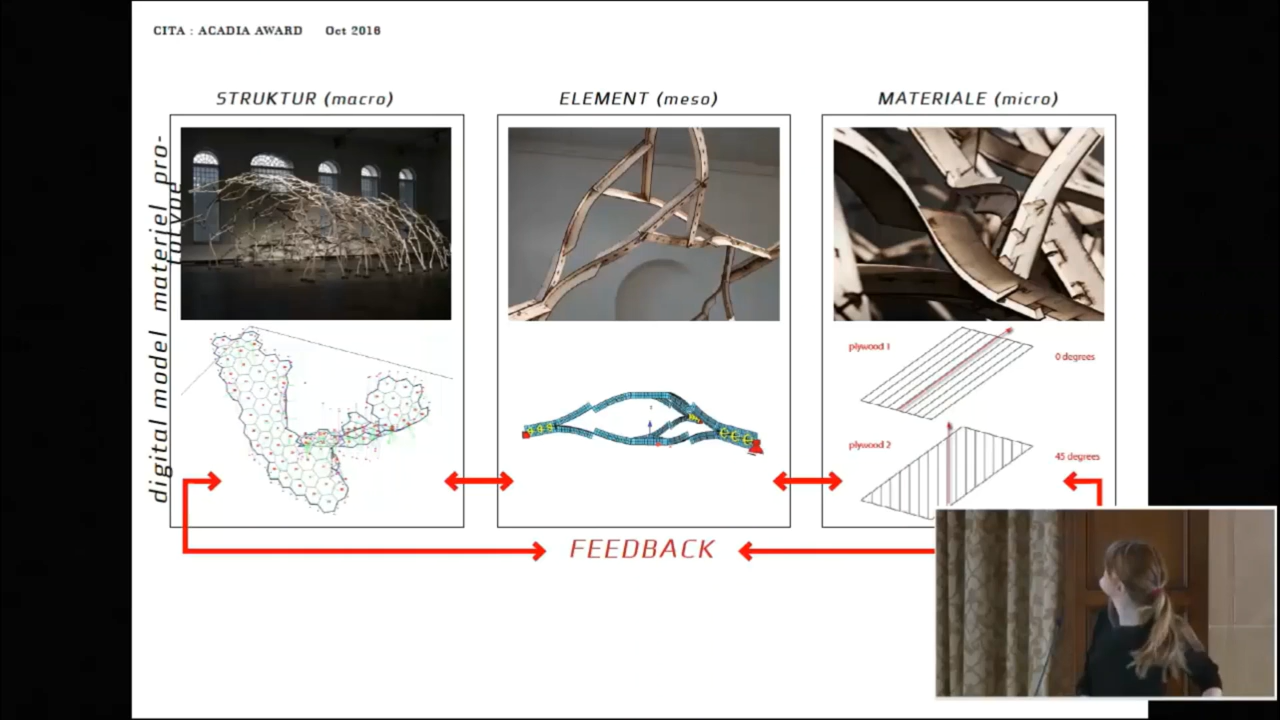 CITA : ACADIA AWARD Oct 2016
STRUKTUR (macro)
ELEMENT (meso)
MATERIALE (micro)
digital model materiel pro-
totype
plywood 1
0 degrees
plywood 2
45 degrees
FEEDBACK